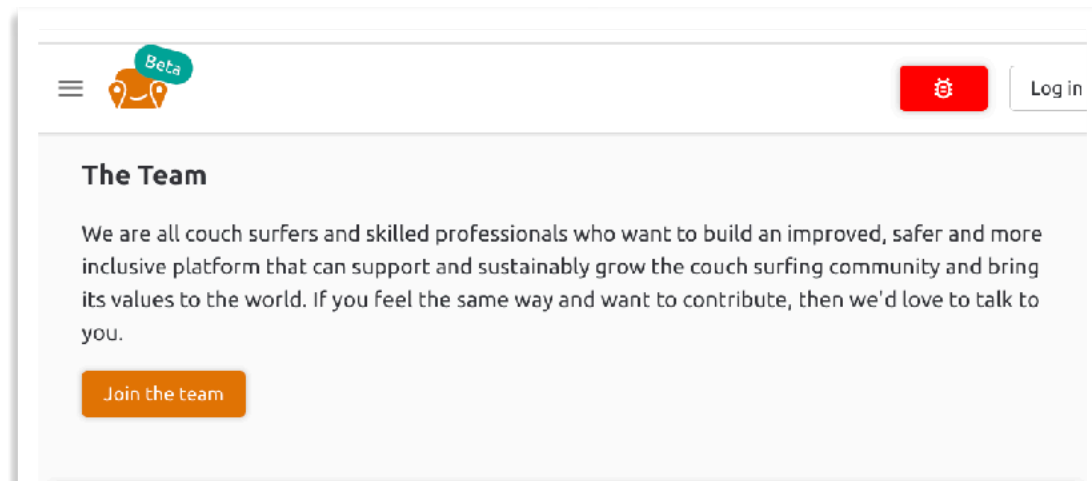 Beta
Log in
The Team
We are all couch surfers and skilled professionals who want to build an improved, safer and more
inclusive platform that can support and sustainably grow the couch surfing community and bring
its values to the world. If you feel the same way and want to contribute, then we'd love to talk to
you.
Join the team